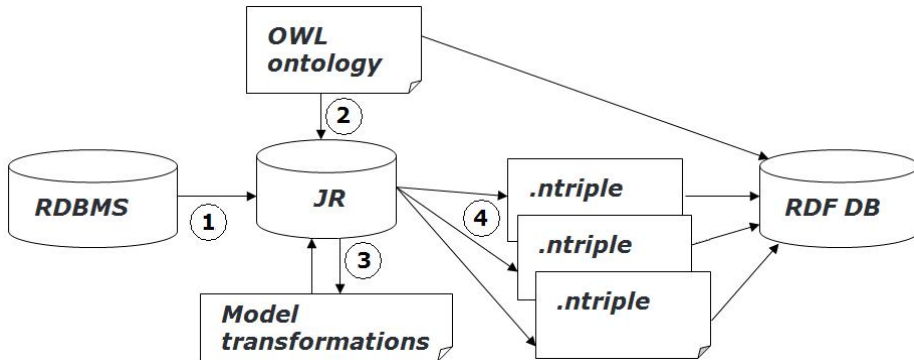 OWL
ontology
2
RDBMS
1
JR
4
.ntriple
.ntriple
.ntriple
RDF DB
3
Model
transformations